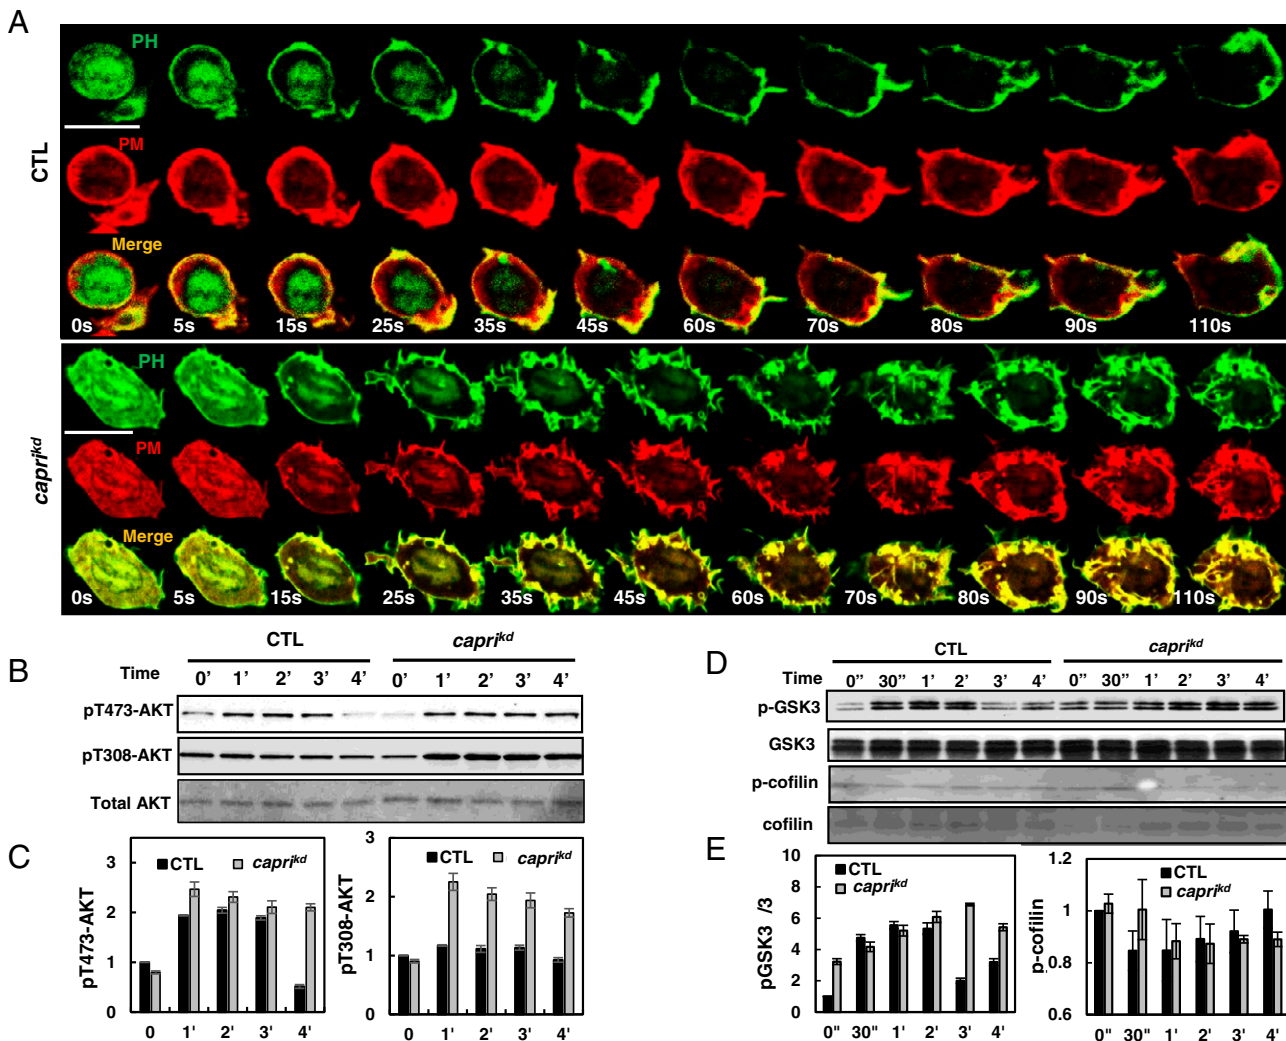 A
CTL
PH
PM
Merge
0s 5s 15s 25s 35s 45s 60s 70s 80s 90s 110s
capri^kd
PH
PM
Merge
0s 5s 15s 25s 35s 45s 60s 70s 80s 90s 110s
B
CTL capri^kd
Time 0' 1' 2' 3' 4' 0' 1' 2' 3' 4'
pT473-AKT
pT308-AKT
Total AKT
C
pT473-AKT
3
2
1
0
CTL capri^kd
0 1' 2' 3' 4'
pT308-AKT
3
2
1
0
CTL capri^kd
0 1' 2' 3' 4'
D
CTL capri^kd
Time 0'' 30'' 1' 2' 3' 4' 0'' 30'' 1' 2' 3' 4'
p-GSK3
GSK3
p-cofilin
cofilin
E
pGSK3 /3
10
8
6
4
2
0
CTL
capri^kd
0" 30" 1' 2' 3' 4'
p-cofilin
1.2
1
0.8
0.6
CTL
capri^kd
0" 30" 1' 2' 3' 4'